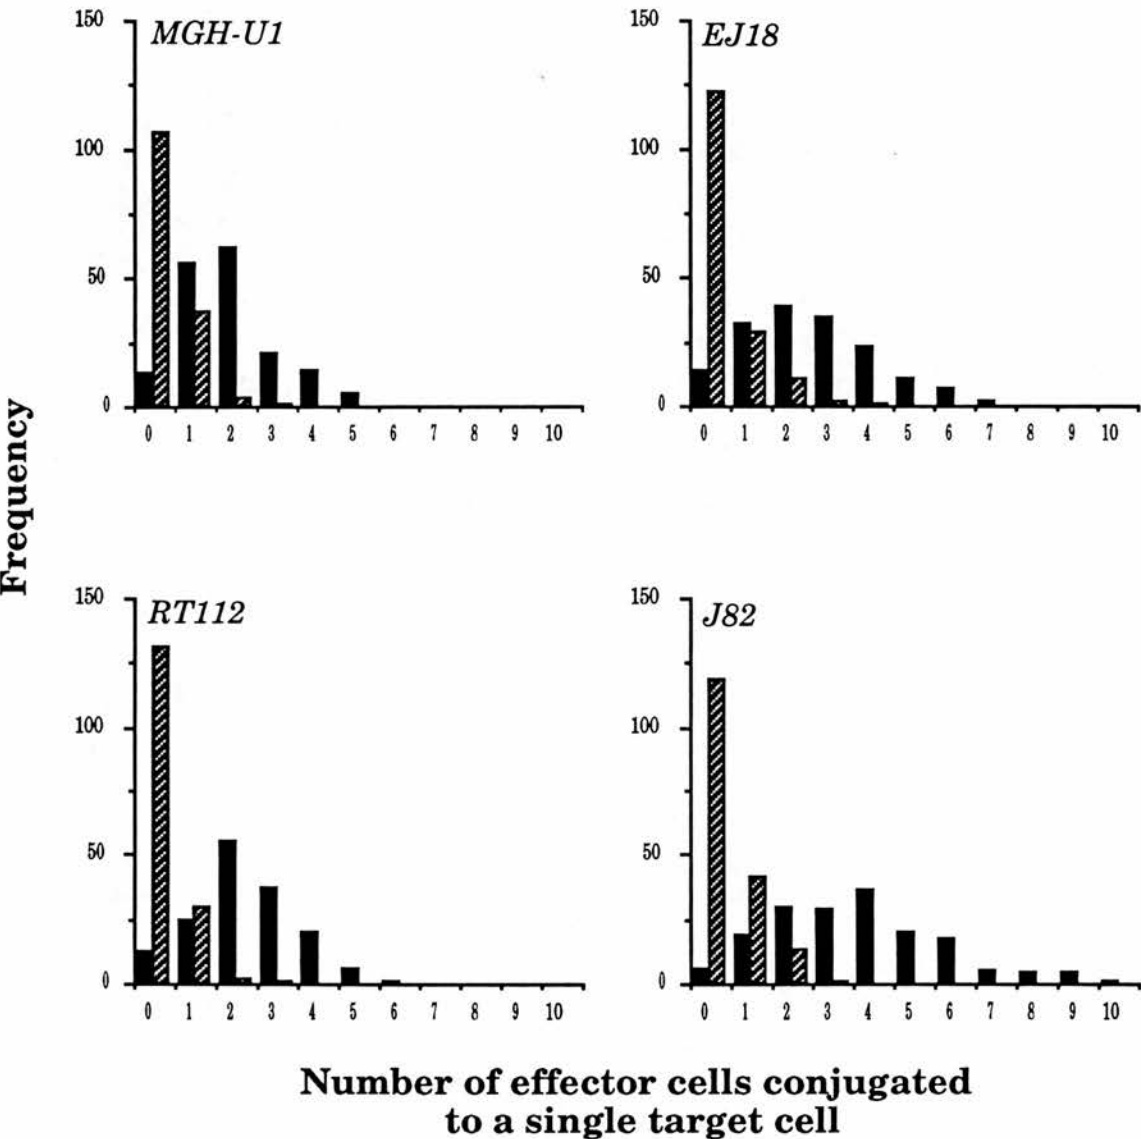 MGH-U1
150
100
50
0
0 1 2 3 4 5 6 7 8 9 10
EJ18
150
100
50
0
0 1 2 3 4 5 6 7 8 9 10
Frequency
RT112
150
100
50
0
0 1 2 3 4 5 6 7 8 9 10
J82
150
100
50
0
0 1 2 3 4 5 6 7 8 9 10
Number of effector cells conjugated
to a single target cell